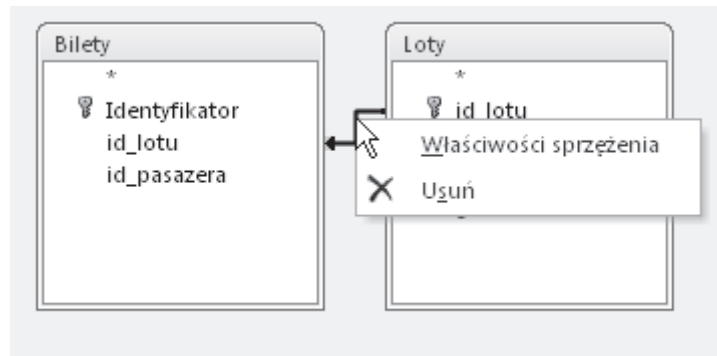 Bilety
*
Identyfikator
id_lotu
id_pasazera
Loty
*
id_lotu
Właściwości sprzężenia
Usuń